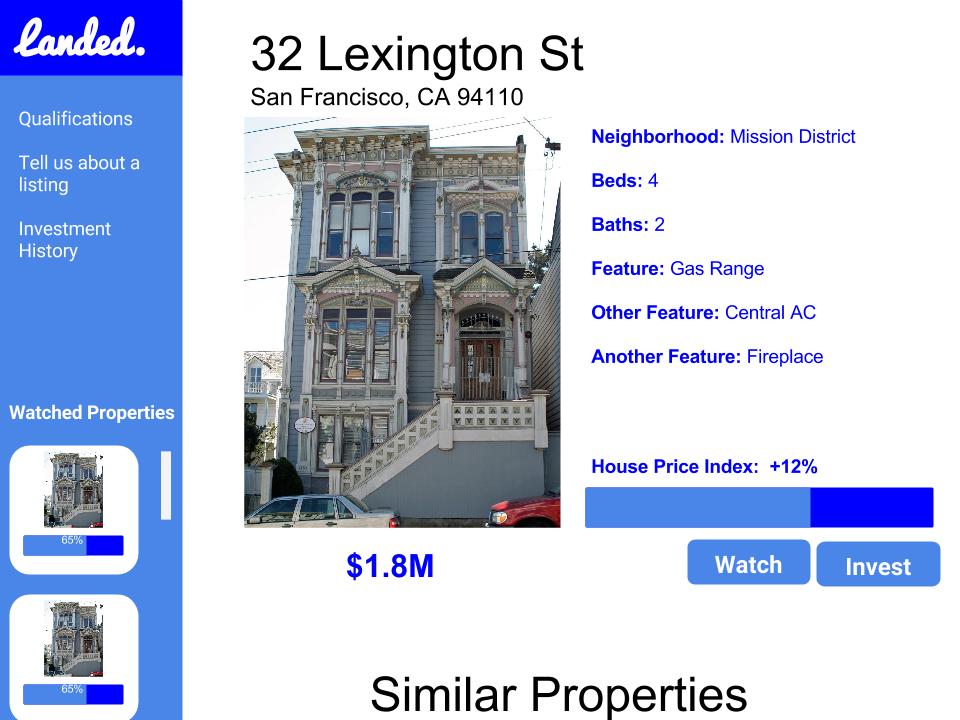 Landed.
Qualifications
Tell us about a
listing
Investment
History
Watched Properties
65%
65%
32 Lexington St
San Francisco, CA 94110
Neighborhood: Mission District
Beds: 4
Baths: 2
Feature: Gas Range
Other Feature: Central AC
Another Feature: Fireplace
House Price Index: +12%
$1.8M
Watch
Invest
Similar Properties